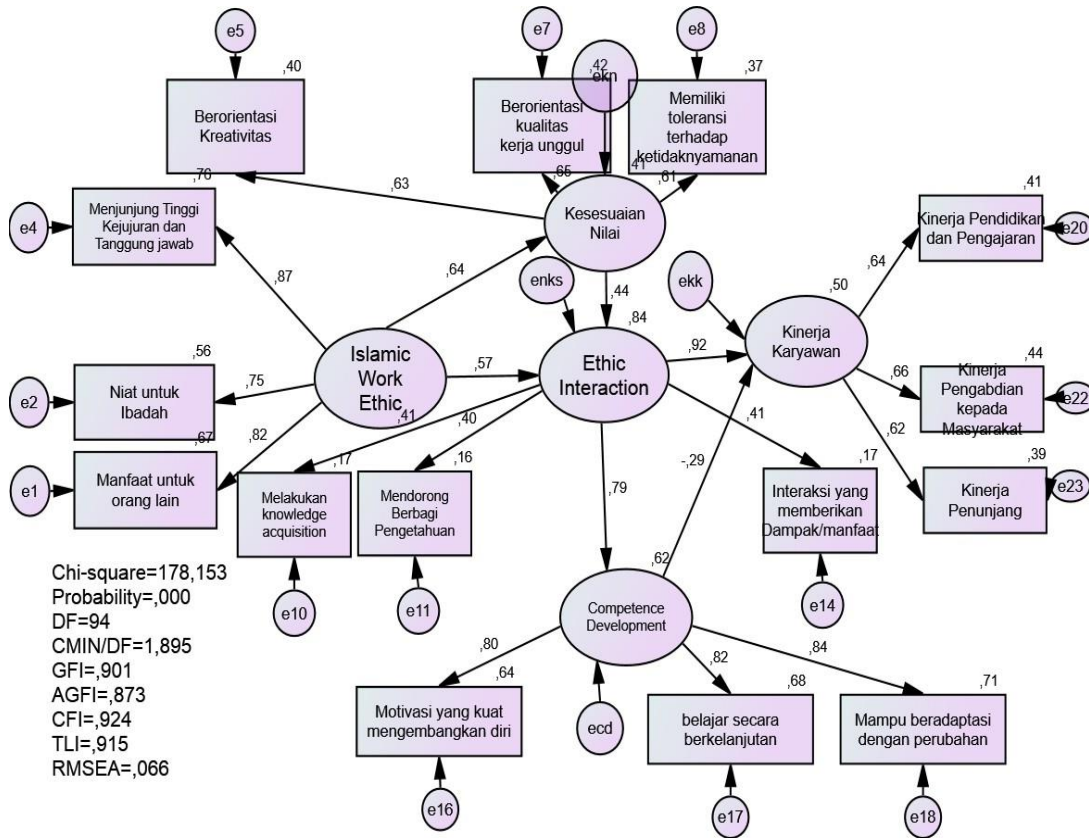 e5
e7
e8
,40
,42
ekn
,37
Berorientasi
Kreativitas
Berorientasi
kualitas
kerja unggul
Memiliki
toleransi
terhadap
ketidaknyamanan
,76
,65
,41
,61
,63
e4
Menjunjung Tinggi
Kejujuran dan
Tanggung jawab
Kesesuaian
Nilai
,41
Kinerja Pendidikan
dan Pengajaran
e20
,87
,64
enks
,44
ekk
,64
,50
,84
,92
Kinerja
Karyawan
Islamic
Work
Ethic
,57
Ethic
Interaction
,56
,75
e2
Niat untuk
Ibadah
,66
,44
Kinerja
Pengabdian
kepada
Masyarakat
e22
,67
,82
,41
,40
,41
,62
e1
Manfaat untuk
orang lain
,17
,16
-,29
,17
,39
Melakukan
knowledge
acquisition
Mendorong
Berbagi
Pengetahuan
,79
Interaksi yang
memberikan
Dampak/manfaat
Kinerja
Penunjang
e23
e10
e11
e14
,62
Competence
Development
Chi-square=178,153
Probability=,000
DF=94
CMIN/DF=1,895
GFI=,901
AGFI=,873
CFI=,924
TLI=,915
RMSEA=,066
,80
,82
,84
,64
,68
,71
Motivasi yang kuat
mengembangkan diri
ecd
belajar secara
berkelanjutan
Mampu beradaptasi
dengan perubahan
e16
e17
e18